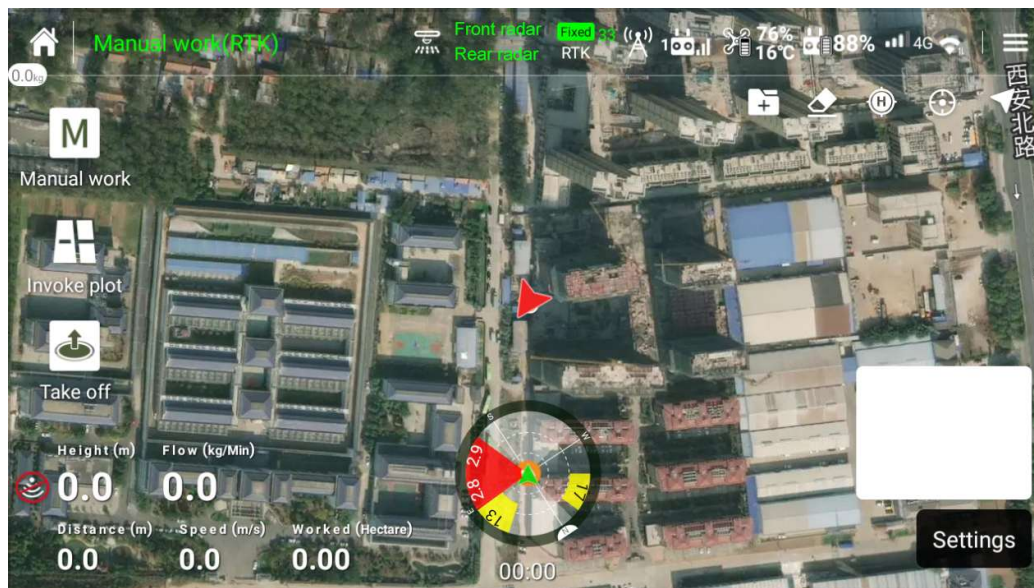 Manual work(RTK)
Front radar
Rear radar
Fixed
33
RTK
1
76%
16°C
88%
4G
0.0kg
H
西安北路
M
Manual work
Invoke plot
Take off
Height (m)
Flow (kg/Min)
0.0
0.0
Distance (m)
Speed (m/s)
Worked (Hectare)
0.0
0.0
0.00
S
W
N
E
2.9
2.8
13
17
00:00
Settings